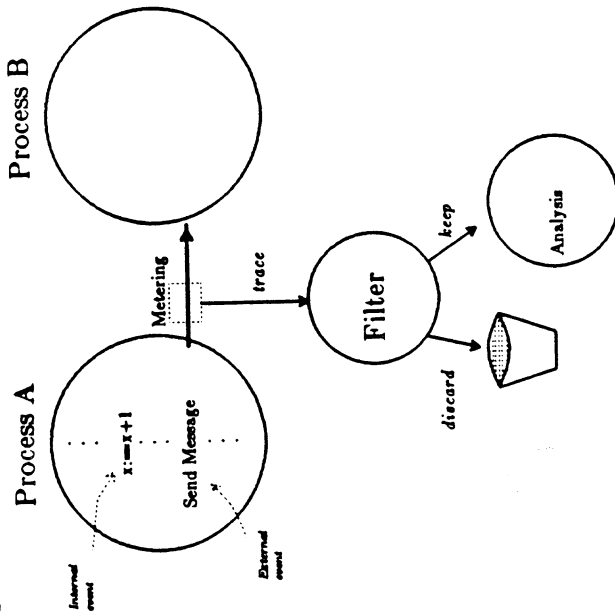 Process A
Process B
Internal
event
x:=x+1
Send Message
External
event
Metering
trace
Filter
discard
keep
Analysis